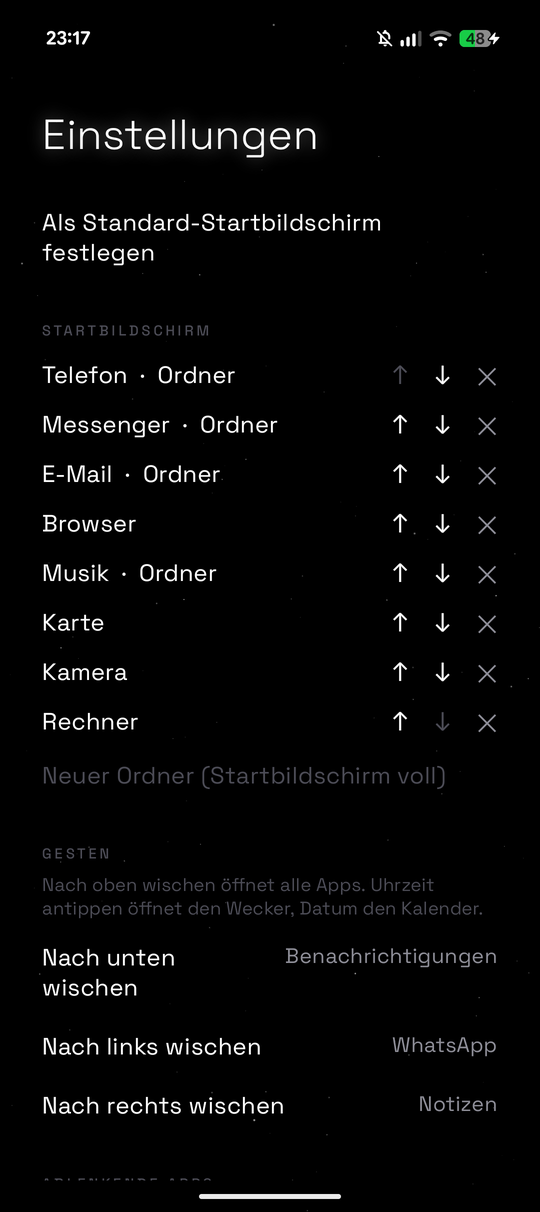 23:17
48
Einstellungen
Als Standard-Startbildschirm
festlegen
STARTBILDSCHIRM
Telefon · Ordner ↑ ↓ ×
Messenger · Ordner ↑ ↓ ×
E-Mail · Ordner ↑ ↓ ×
Browser ↑ ↓ ×
Musik · Ordner ↑ ↓ ×
Karte ↑ ↓ ×
Kamera ↑ ↓ ×
Rechner ↑ ↓ ×
Neuer Ordner (Startbildschirm voll)
GESTEN
Nach oben wischen öffnet alle Apps. Uhrzeit
antippen öffnet den Wecker, Datum den Kalender.
Nach unten Benachrichtigungen
wischen
Nach links wischen WhatsApp
Nach rechts wischen Notizen